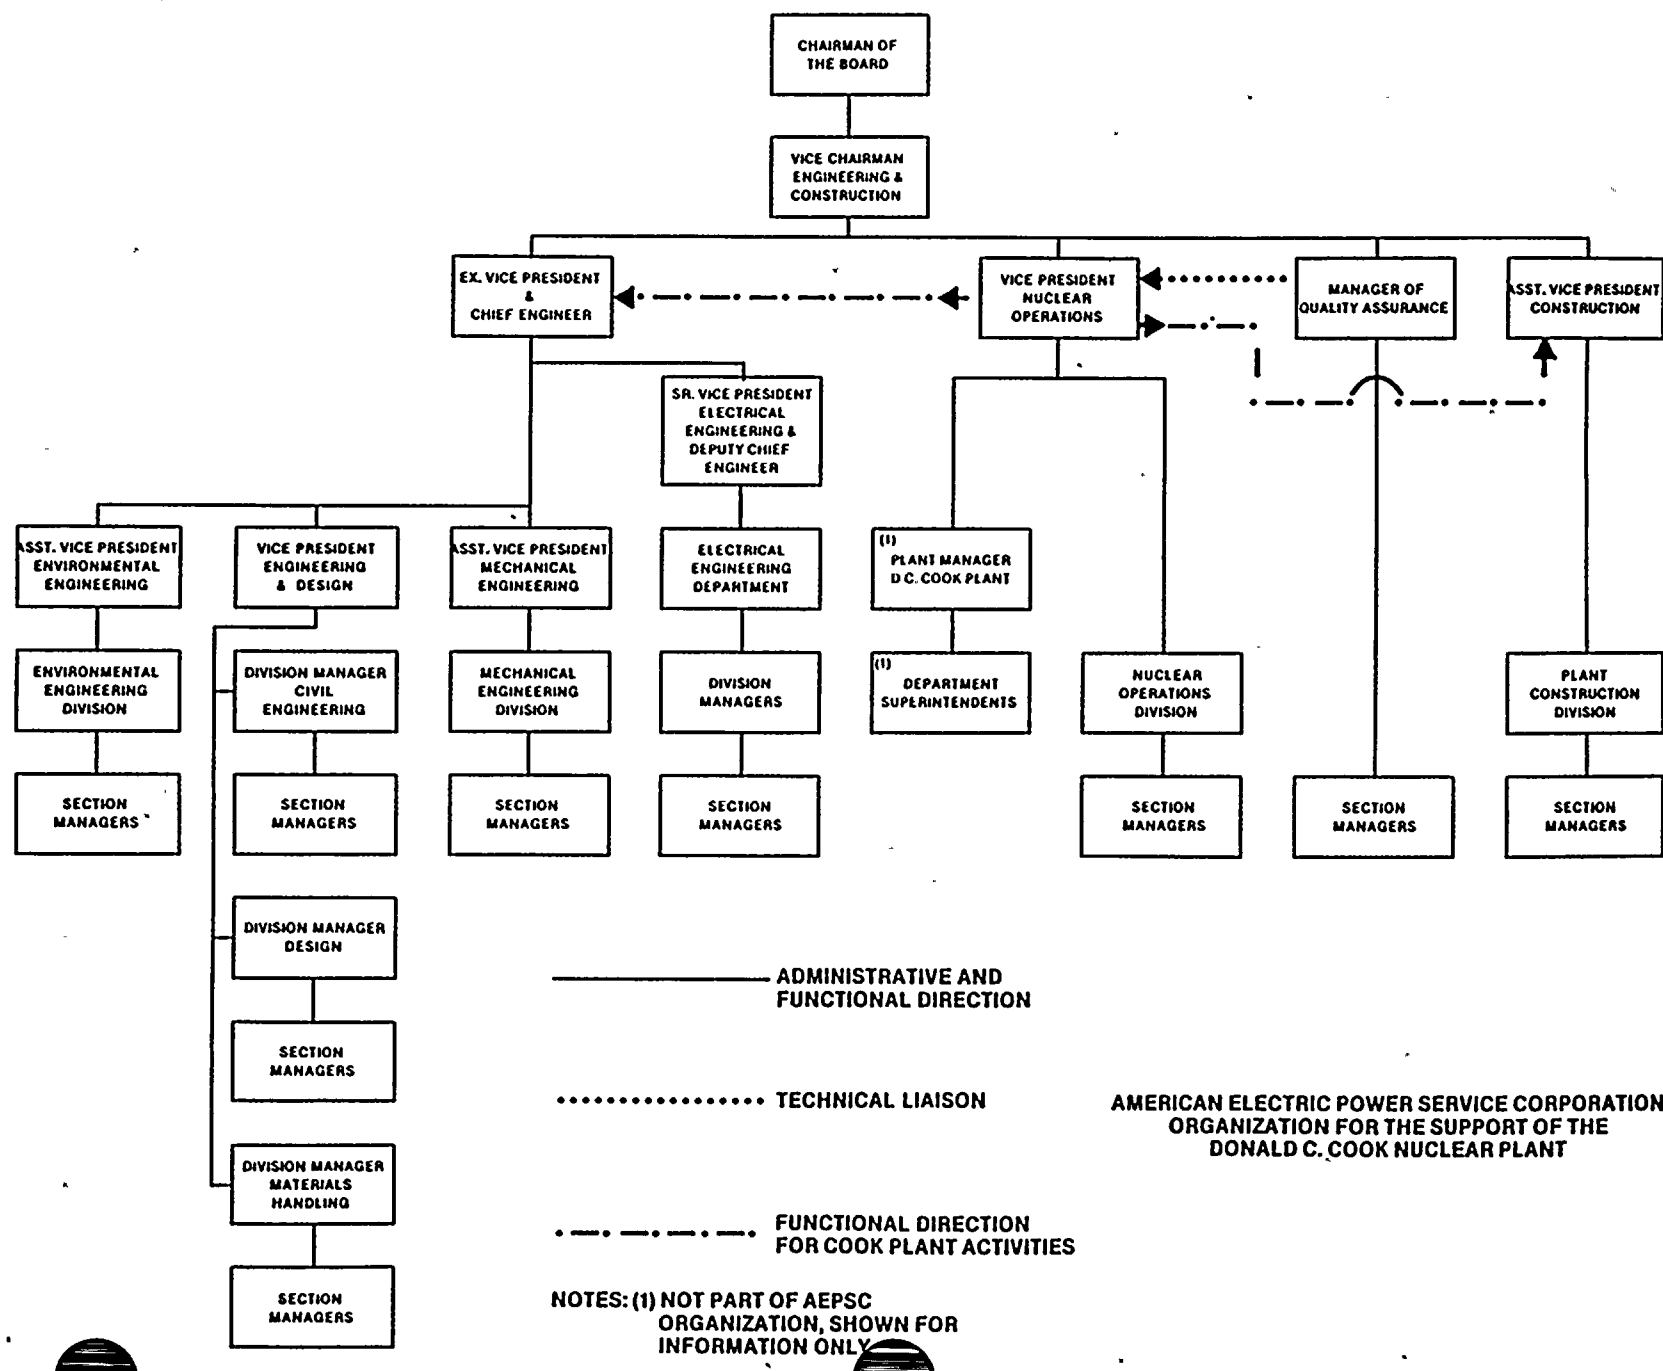 CHAIRMAN OF
THE BOARD
VICE CHAIRMAN
ENGINEERING &
CONSTRUCTION
EX. VICE PRESIDENT
&
CHIEF ENGINEER
VICE PRESIDENT
NUCLEAR
OPERATIONS
MANAGER OF
QUALITY ASSURANCE
ASST. VICE PRESIDENT
CONSTRUCTION
SR. VICE PRESIDENT
ELECTRICAL
ENGINEERING &
DEPUTY CHIEF
ENGINEER
ASST. VICE PRESIDENT
ENVIRONMENTAL
ENGINEERING
VICE PRESIDENT
ENGINEERING
& DESIGN
ASST. VICE PRESIDENT
MECHANICAL
ENGINEERING
ELECTRICAL
ENGINEERING
DEPARTMENT
(1)
PLANT MANAGER
D C. COOK PLANT
ENVIRONMENTAL
ENGINEERING
DIVISION
DIVISION MANAGER
CIVIL
ENGINEERING
MECHANICAL
ENGINEERING
DIVISION
DIVISION
MANAGERS
(1)
DEPARTMENT
SUPERINTENDENTS
NUCLEAR
OPERATIONS
DIVISION
PLANT
CONSTRUCTION
DIVISION
SECTION
MANAGERS
SECTION
MANAGERS
SECTION
MANAGERS
SECTION
MANAGERS
SECTION
MANAGERS
SECTION
MANAGERS
SECTION
MANAGERS
DIVISION MANAGER
DESIGN
SECTION
MANAGERS
DIVISION MANAGER
MATERIALS
HANDLING
SECTION
MANAGERS
ADMINISTRATIVE AND
FUNCTIONAL DIRECTION
TECHNICAL LIAISON
FUNCTIONAL DIRECTION
FOR COOK PLANT ACTIVITIES
NOTES: (1) NOT PART OF AEPSC
ORGANIZATION, SHOWN FOR
INFORMATION ONLY
AMERICAN ELECTRIC POWER SERVICE CORPORATION
ORGANIZATION FOR THE SUPPORT OF THE
DONALD C. COOK NUCLEAR PLANT